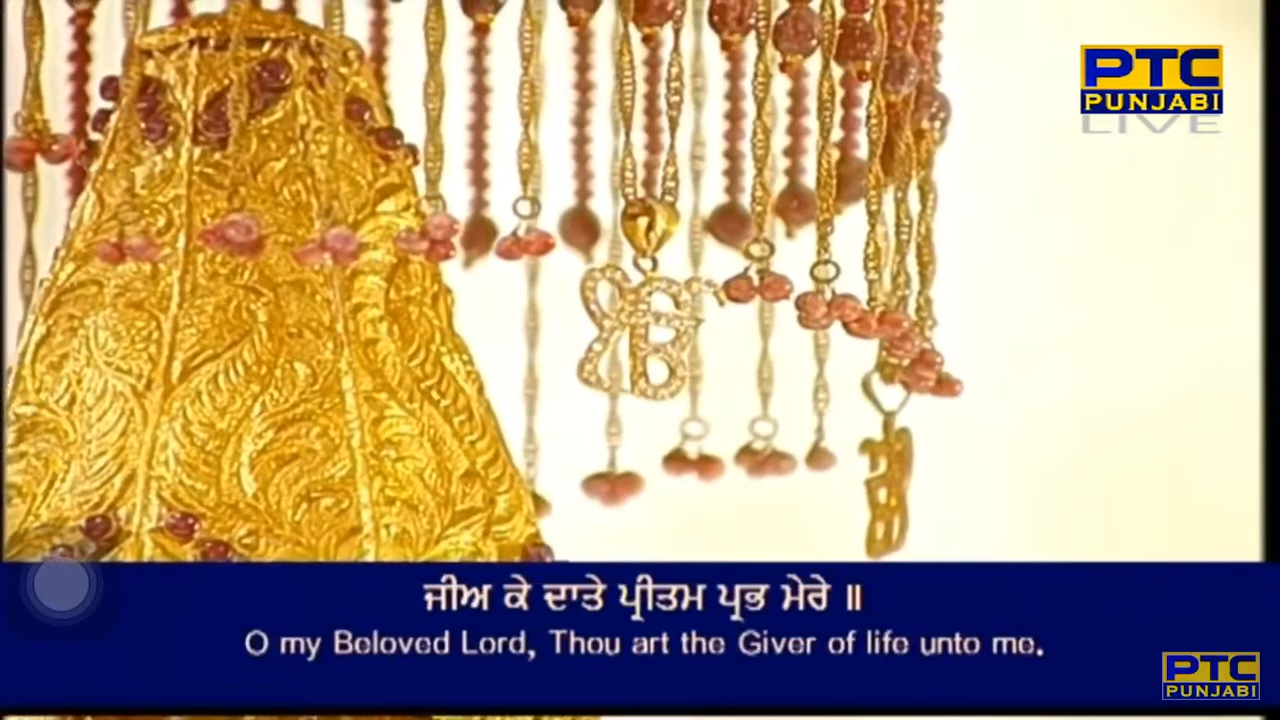 PTC
PUNJABI
LIVE
ੴ
ੴ
ਜੀਅ ਕੇ ਦਾਤੇ ਪ੍ਰੀਤਮ ਪ੍ਰਭ ਮੇਰੇ ॥
O my Beloved Lord, Thou art the Giver of life unto me.
PTC
PUNJABI